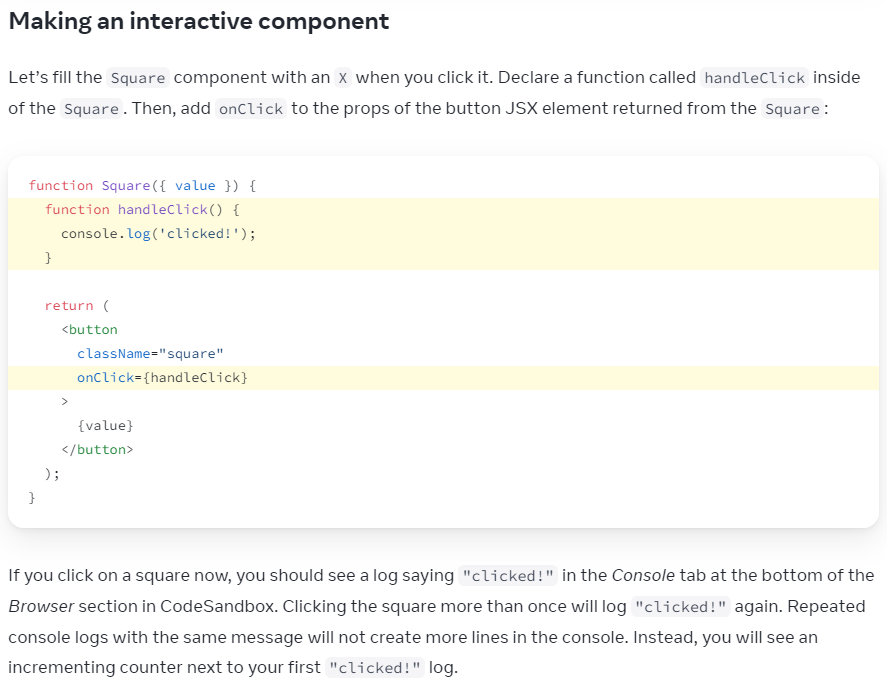 Making an interactive component
Let’s fill the Square component with an X when you click it. Declare a function called handleClick inside
of the Square. Then, add onClick to the props of the button JSX element returned from the Square:
function Square({ value }) {
  function handleClick() {
    console.log('clicked!');
  }

  return (
    <button
      className="square"
      onClick={handleClick}
    >
      {value}
    </button>
  );
}
If you click on a square now, you should see a log saying "clicked!" in the Console tab at the bottom of the
Browser section in CodeSandbox. Clicking the square more than once will log "clicked!" again. Repeated
console logs with the same message will not create more lines in the console. Instead, you will see an
incrementing counter next to your first "clicked!" log.